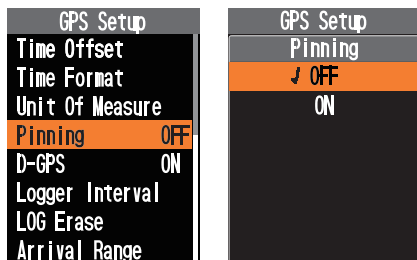 GPS Setup
Time Offset
Time Format
Unit Of Measure
Pinning OFF
D-GPS ON
Logger Interval
LOG Erase
Arrival Range
GPS Setup
Pinning
✓ OFF
ON